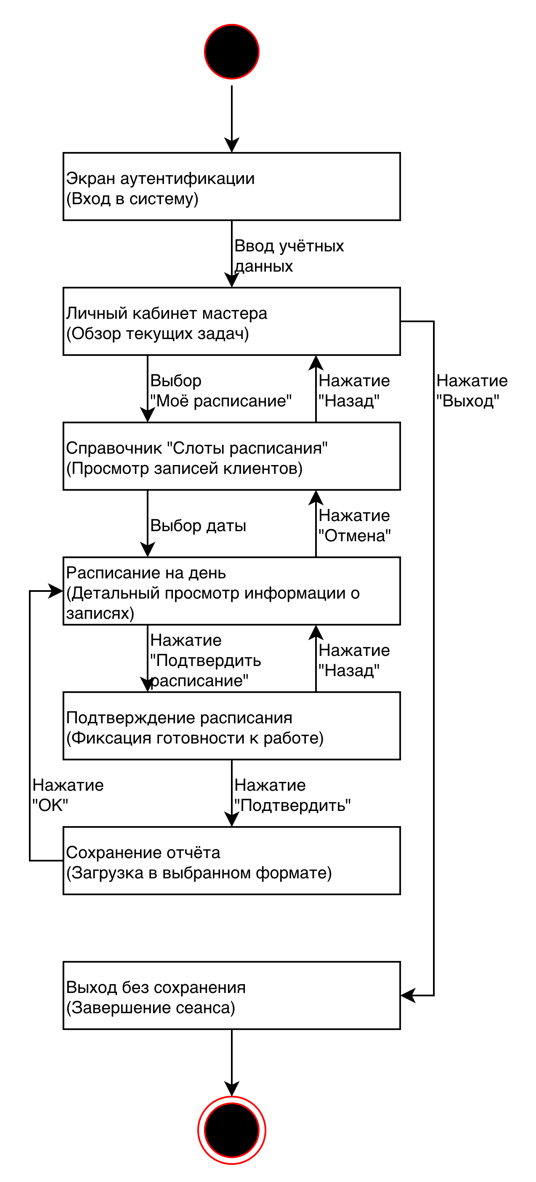 Экран аутентификации
(Вход в систему)
Ввод учётных
данных
Личный кабинет мастера
(Обзор текущих задач)
Выбор
"Моё расписание"
Нажатие
"Назад"
Нажатие
"Выход"
Справочник "Слоты расписания"
(Просмотр записей клиентов)
Выбор даты
Нажатие
"Отмена"
Расписание на день
(Детальный просмотр информации о
записях)
Нажатие
"Подтвердить
расписание"
Нажатие
"Назад"
Подтверждение расписания
(Фиксация готовности к работе)
Нажатие
"ОК"
Нажатие
"Подтвердить"
Сохранение отчёта
(Загрузка в выбранном формате)
Выход без сохранения
(Завершение сеанса)